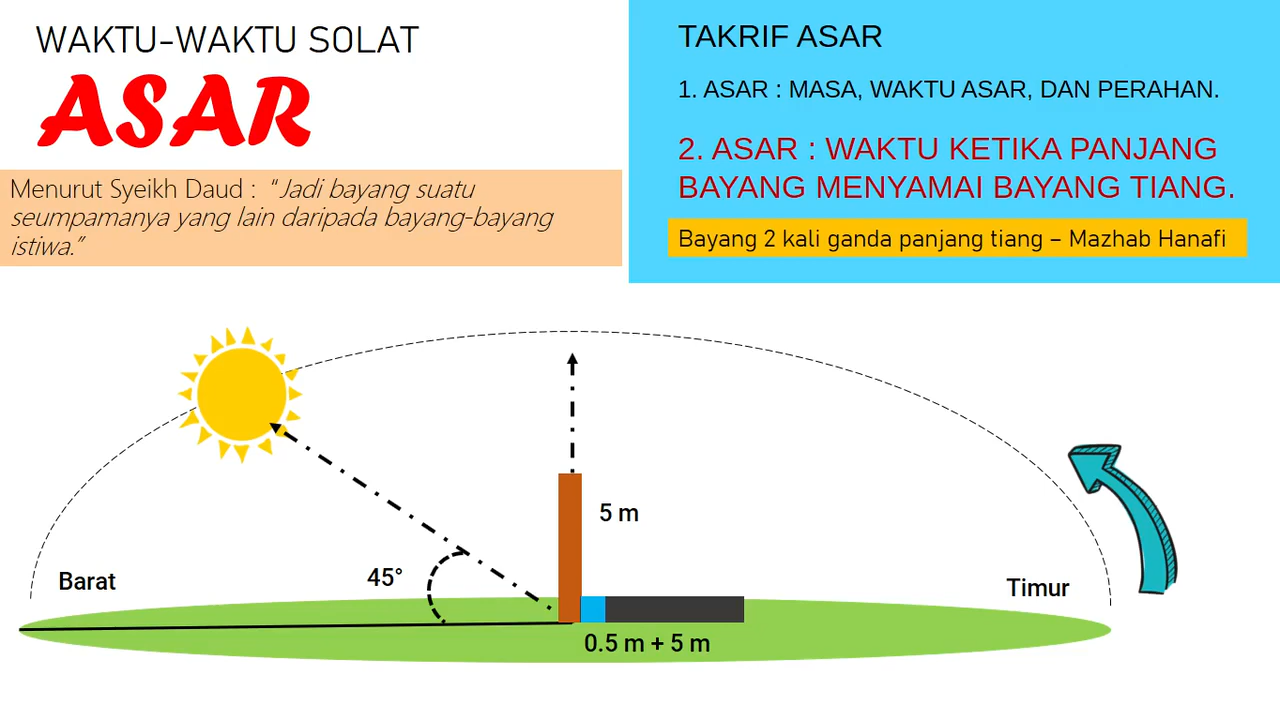 WAKTU-WAKTU SOLAT
ASAR
Menurut Syeikh Daud : “Jadi bayang suatu
seumpamanya yang lain daripada bayang-bayang
istiwa.”
TAKRIF ASAR
1. ASAR : MASA, WAKTU ASAR, DAN PERAHAN.
2. ASAR : WAKTU KETIKA PANJANG
BAYANG MENYAMAI BAYANG TIANG.
Bayang 2 kali ganda panjang tiang – Mazhab Hanafi
5 m
45°
Barat
Timur
0.5 m + 5 m